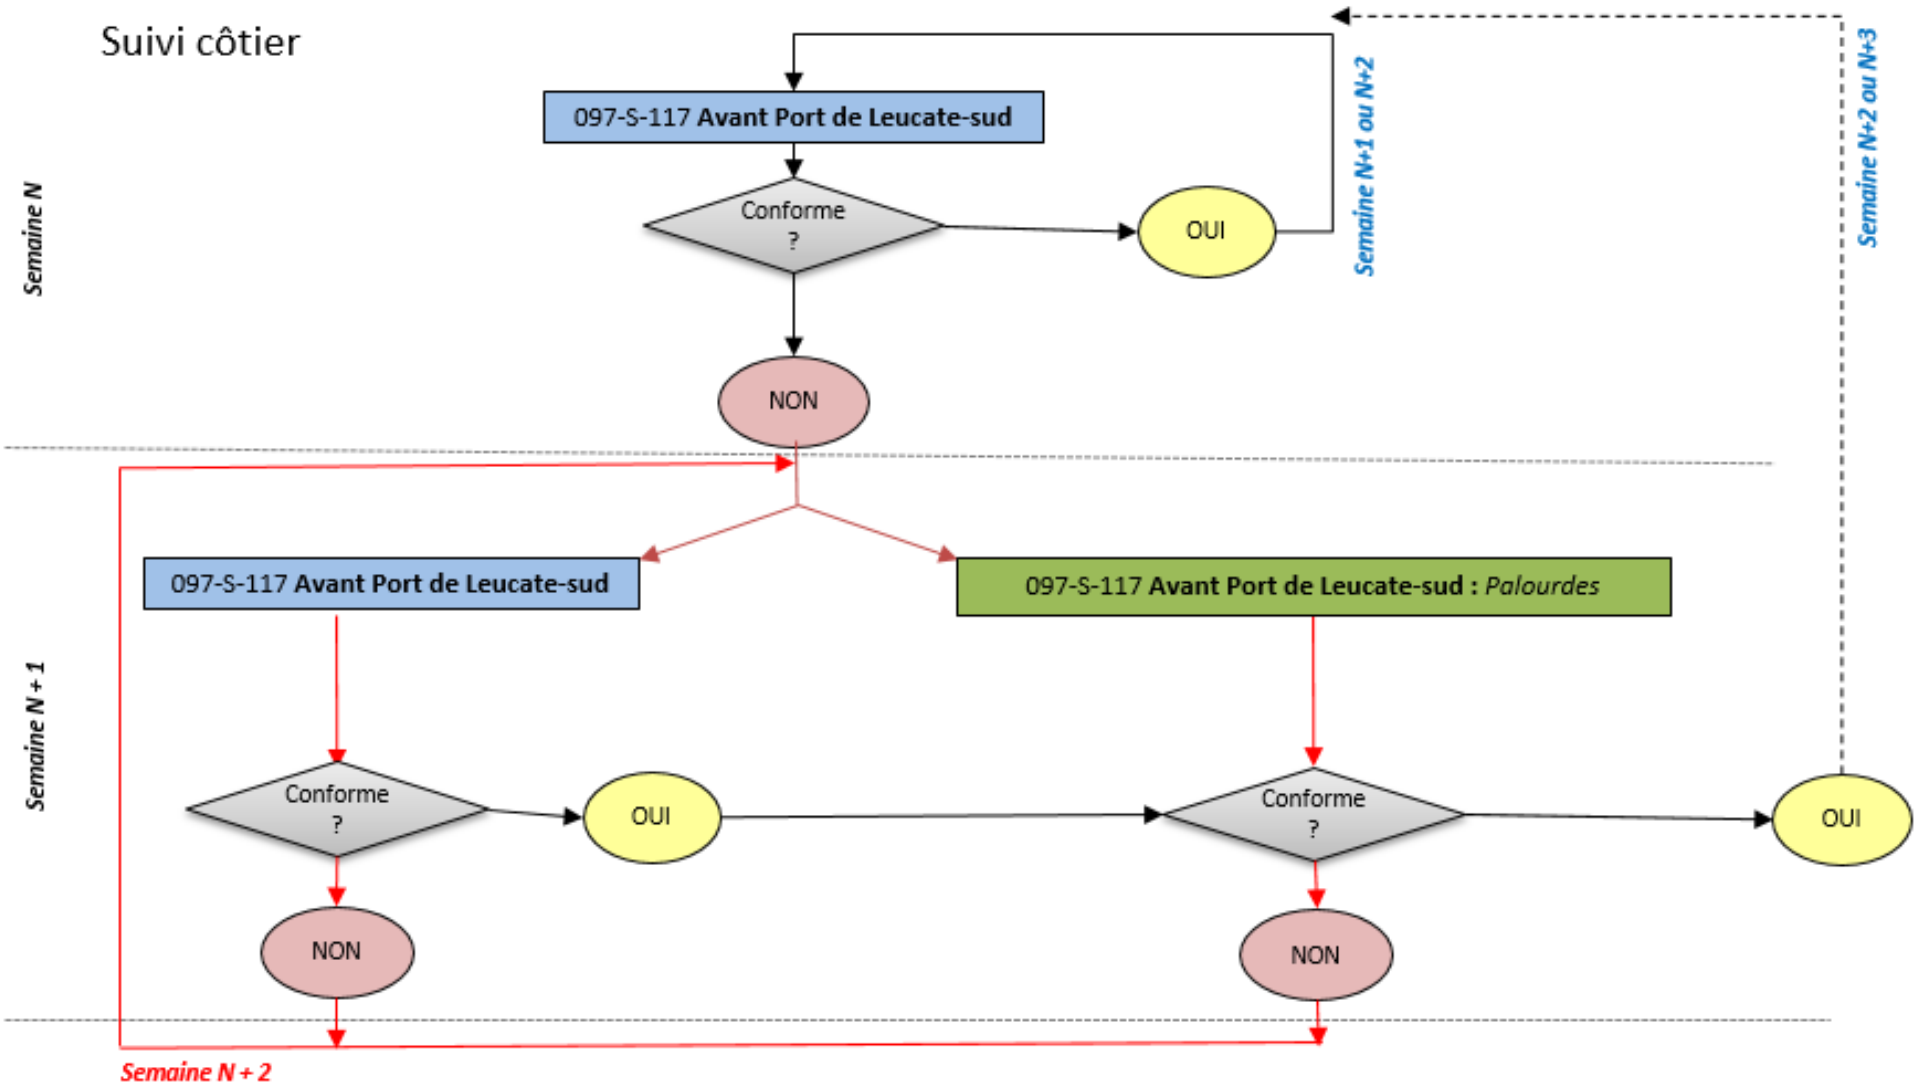 Suivi côtier
097-S-117 Avant Port de Leucate-sud
Semaine N
Conforme
?
OUI
Semaine N+1 ou N+2
Semaine N+2 ou N+3
NON
097-S-117 Avant Port de Leucate-sud
097-S-117 Avant Port de Leucate-sud : Palourdes
Semaine N + 1
Conforme
?
OUI
Conforme
?
OUI
NON
NON
Semaine N + 2